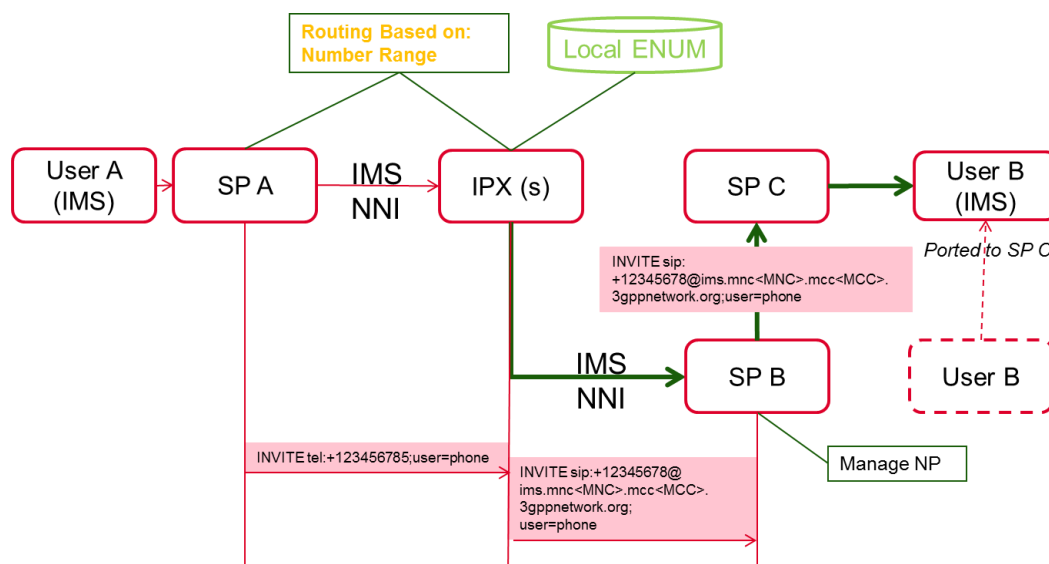 Routing Based on:
Number Range
Local ENUM
User A
(IMS)
SP A
IMS
NNI
IPX (s)
SP C
User B
(IMS)
Ported to SP C
INVITE sip:
+12345678@ims.mnc<MNC>.mcc<MCC>.
3gppnetwork.org;user=phone
IMS
NNI
SP B
User B
INVITE tel:+123456785;user=phone
INVITE sip:+12345678@
ims.mnc<MNC>.mcc<MCC>.
3gppnetwork.org;
user=phone
Manage NP